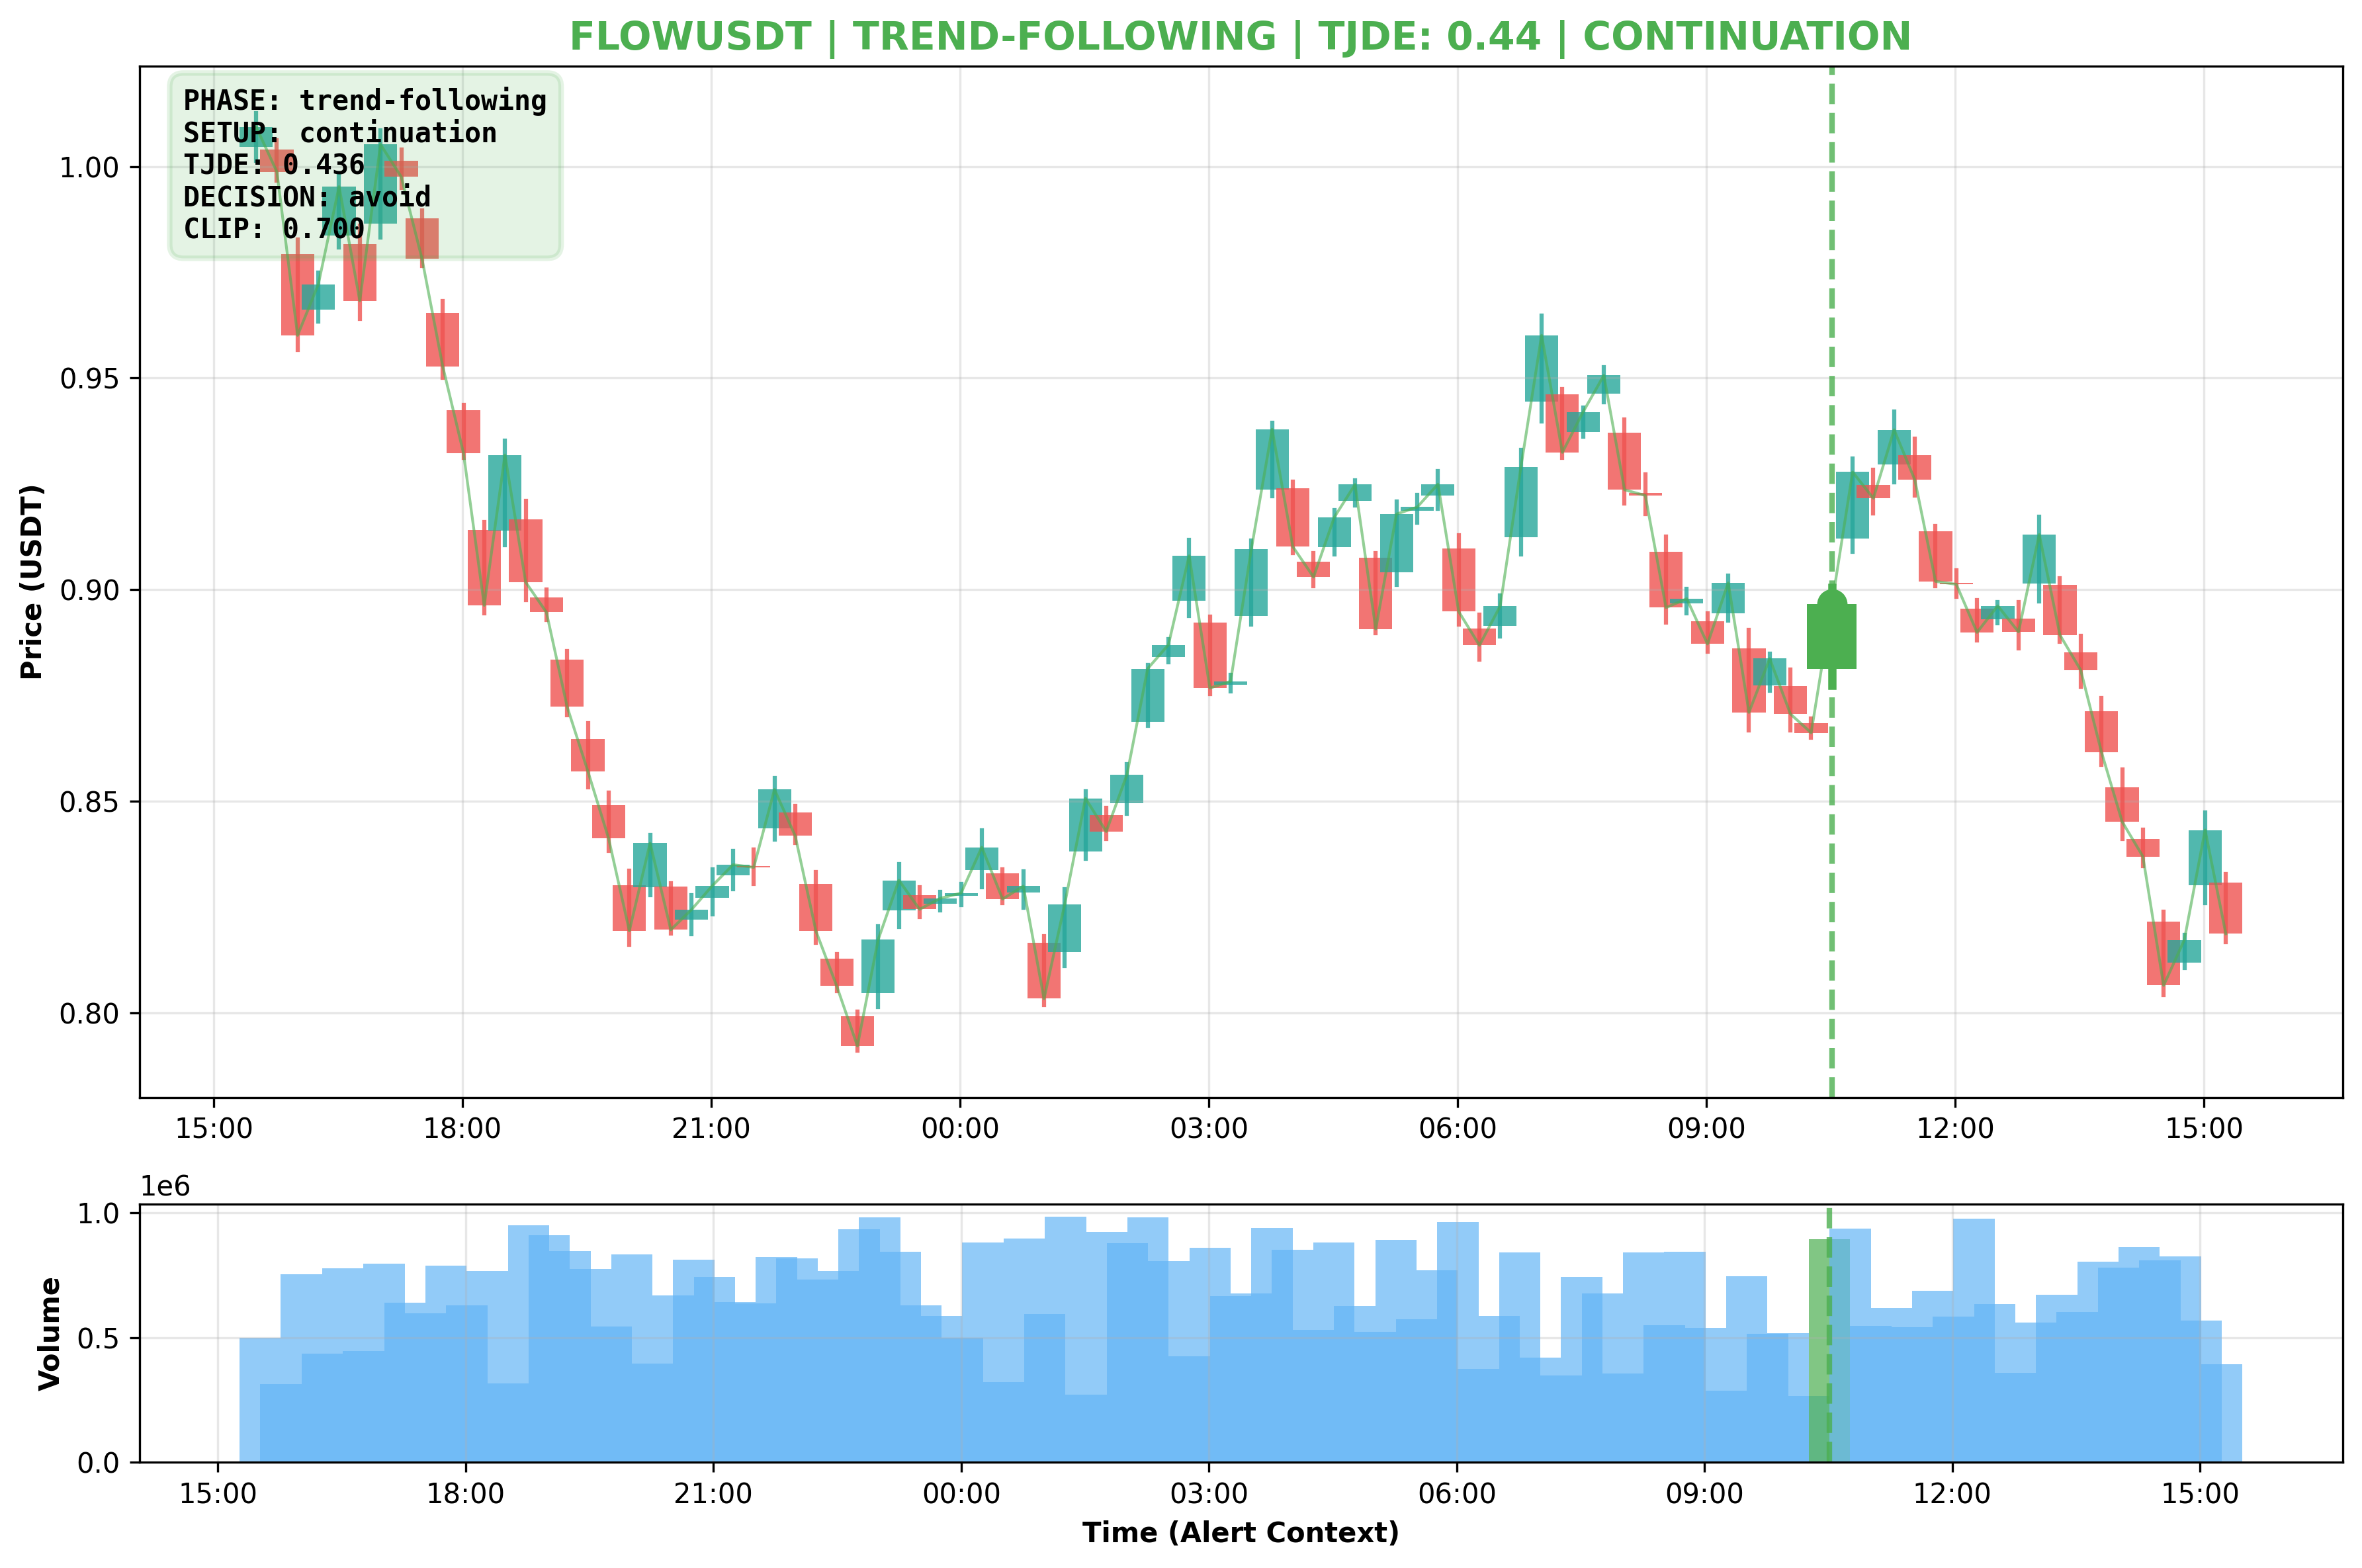 FLOWUSDT | TREND-FOLLOWING | TJDE: 0.44 | CONTINUATION
PHASE: trend-following
SETUP: continuation
TJDE: 0.436
DECISION: avoid
CLIP: 0.700
Price (USDT)
1.00
0.95
0.90
0.85
0.80
15:00 18:00 21:00 00:00 03:00 06:00 09:00 12:00 15:00
1e6
Volume
1.0
0.5
0.0
15:00 18:00 21:00 00:00 03:00 06:00 09:00 12:00 15:00
Time (Alert Context)